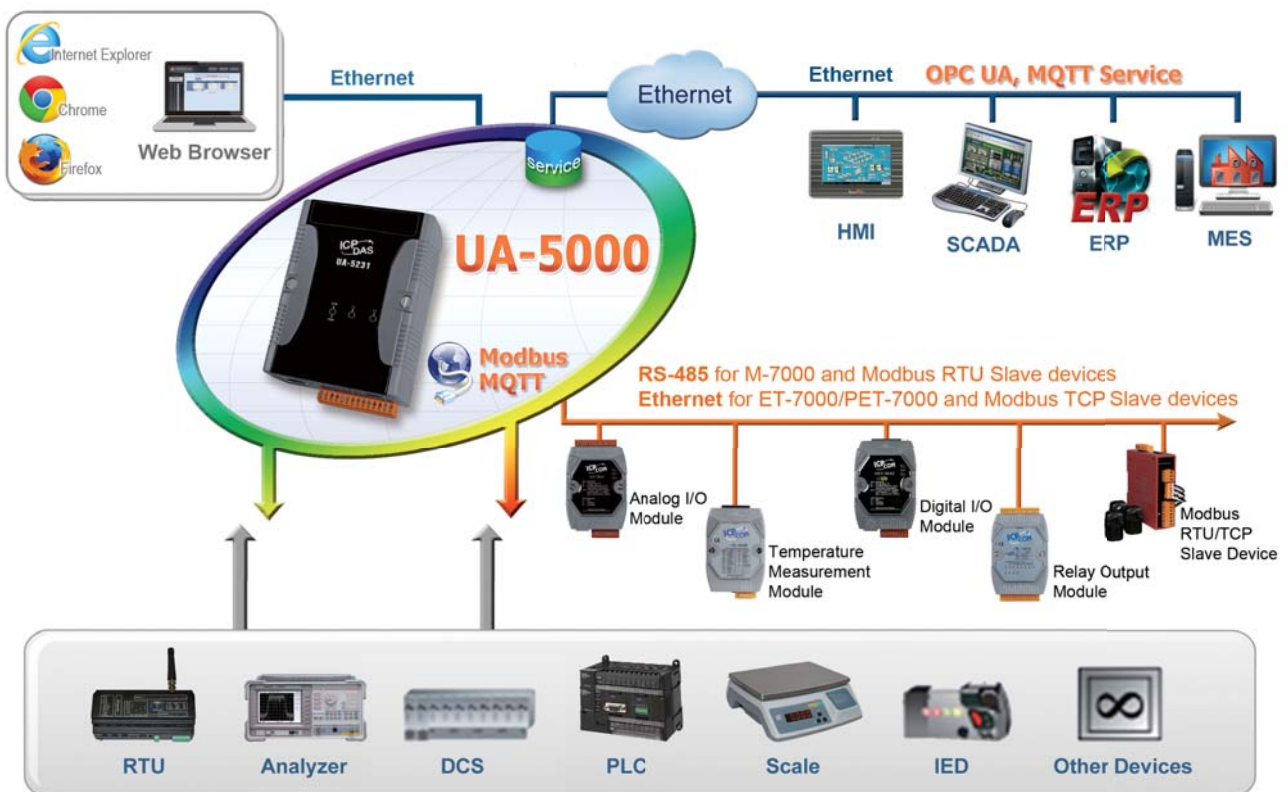 Internet Explorer
Chrome
Firefox
Web Browser
Ethernet
Ethernet
Ethernet
OPC UA, MQTT Service
service
HMI
SCADA
ERP
ERP
MES
ICP DAS
UA-5231
UA-5000
Modbus
MQTT
RS-485 for M-7000 and Modbus RTU Slave devices
Ethernet for ET-7000/PET-7000 and Modbus TCP Slave devices
Analog I/O
Module
Temperature
Measurement
Module
Digital I/O
Module
Relay Output
Module
Modbus
RTU/TCP
Slave Device
RTU
Analyzer
DCS
PLC
Scale
IED
Other Devices